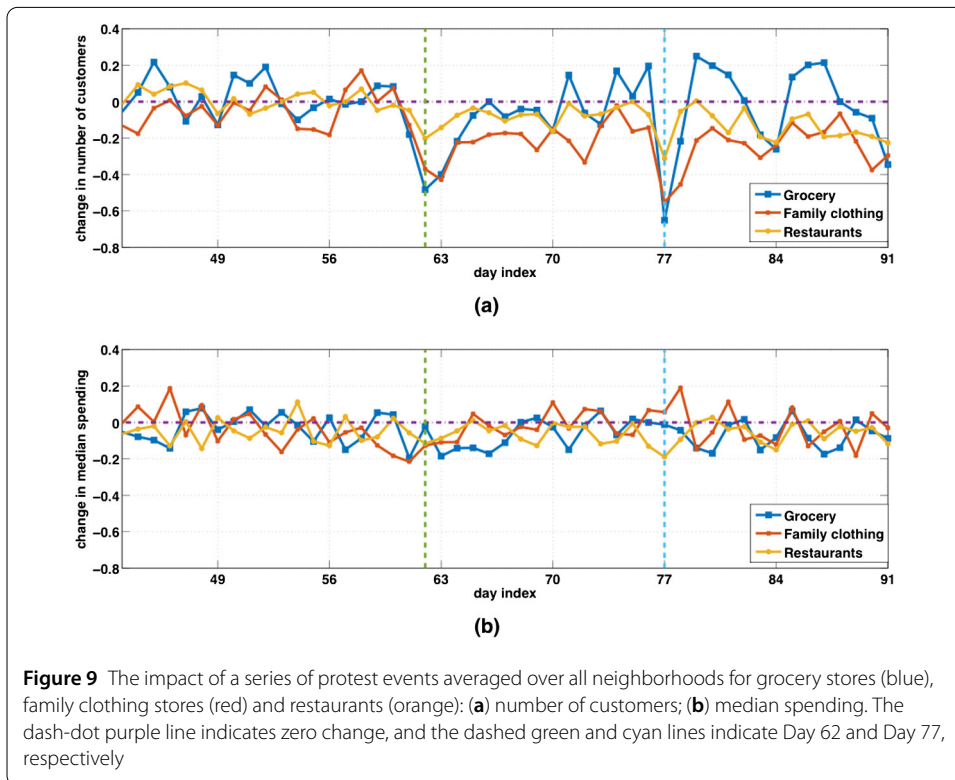 0.4
0.2
0
−0.2
−0.4
−0.6
−0.8
change in number of customers
49 56 63 70 77 84 91
day index
Grocery
Family clothing
Restaurants
(a)
0.4
0.2
0
−0.2
−0.4
−0.6
−0.8
change in median spending
49 56 63 70 77 84 91
day index
Grocery
Family clothing
Restaurants
(b)
Figure 9 The impact of a series of protest events averaged over all neighborhoods for grocery stores (blue),
family clothing stores (red) and restaurants (orange): (a) number of customers; (b) median spending. The
dash-dot purple line indicates zero change, and the dashed green and cyan lines indicate Day 62 and Day 77,
respectively